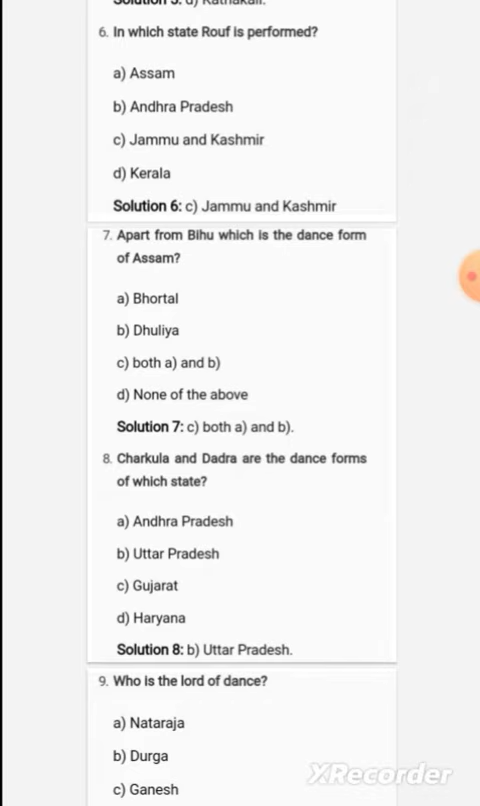 Solution 5: d) Kathakali.
6. In which state Rouf is performed?
a) Assam
b) Andhra Pradesh
c) Jammu and Kashmir
d) Kerala
Solution 6: c) Jammu and Kashmir
7. Apart from Bihu which is the dance form
of Assam?
a) Bhortal
b) Dhuliya
c) both a) and b)
d) None of the above
Solution 7: c) both a) and b).
8. Charkula and Dadra are the dance forms
of which state?
a) Andhra Pradesh
b) Uttar Pradesh
c) Gujarat
d) Haryana
Solution 8: b) Uttar Pradesh.
9. Who is the lord of dance?
a) Nataraja
b) Durga
c) Ganesh
XRecorder